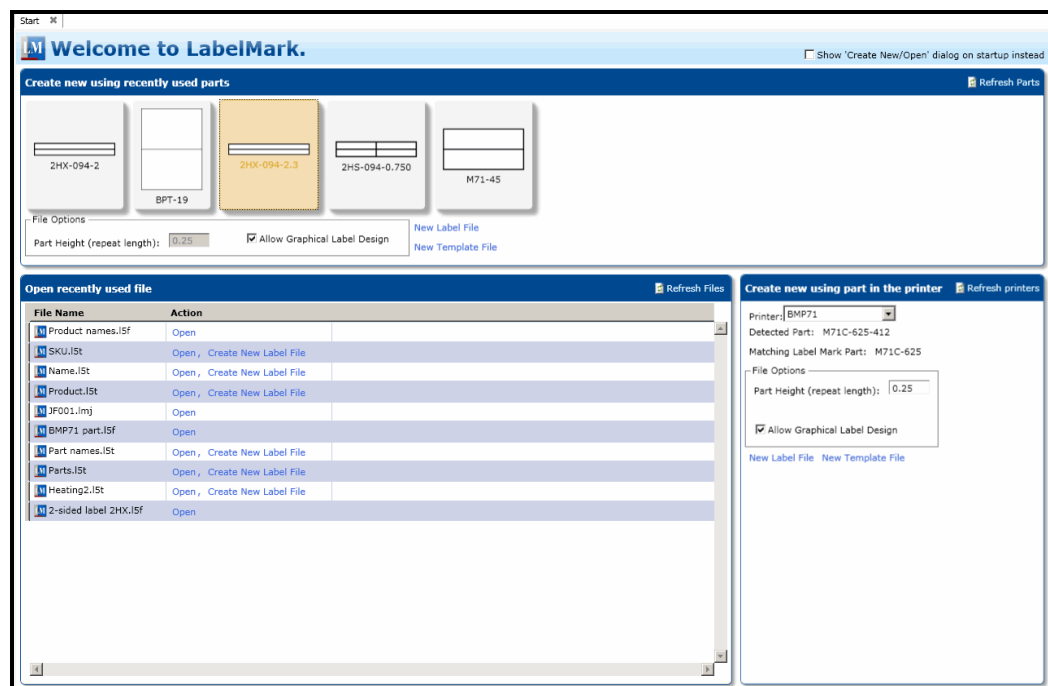 Start
LM Welcome to LabelMark.
Show 'Create New/Open' dialog on startup instead
Create new using recently used parts
Refresh Parts
2HX-094-2
BPT-19
2HX-094-2.3
2HS-094-0.750
M71-45
File Options
Part Height (repeat length): 0.25
Allow Graphical Label Design
New Label File
New Template File
Open recently used file
Refresh Files
File Name Action
Product names.l5f Open
SKU.l5t Open, Create New Label File
Name.l5t Open, Create New Label File
Product.l5t Open, Create New Label File
JF001.lmj Open
BMP71 part.l5f Open
Part names.l5t Open, Create New Label File
Parts.l5t Open, Create New Label File
Heating2.l5t Open, Create New Label File
2-sided label 2HX.l5f Open
Create new using part in the printer
Refresh printers
Printer: BMP71
Detected Part: M71C-625-412
Matching Label Mark Part: M71C-625
File Options
Part Height (repeat length): 0.25
Allow Graphical Label Design
New Label File New Template File